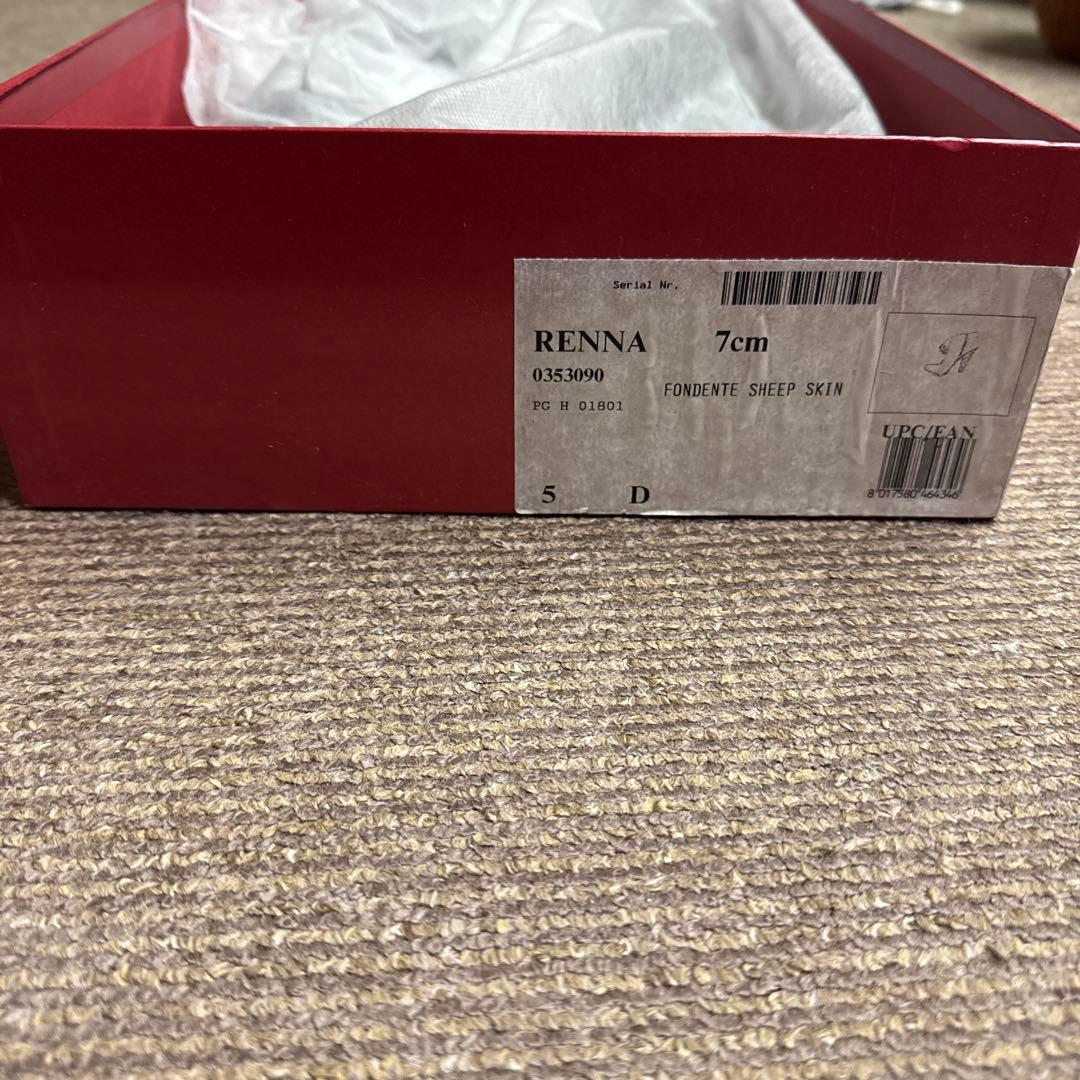 Serial Nr.
RENNA 7cm
0353090
FONDENTE SHEEP SKIN
PG H 01801
UPC/EAN
5 D
8 017580 464346